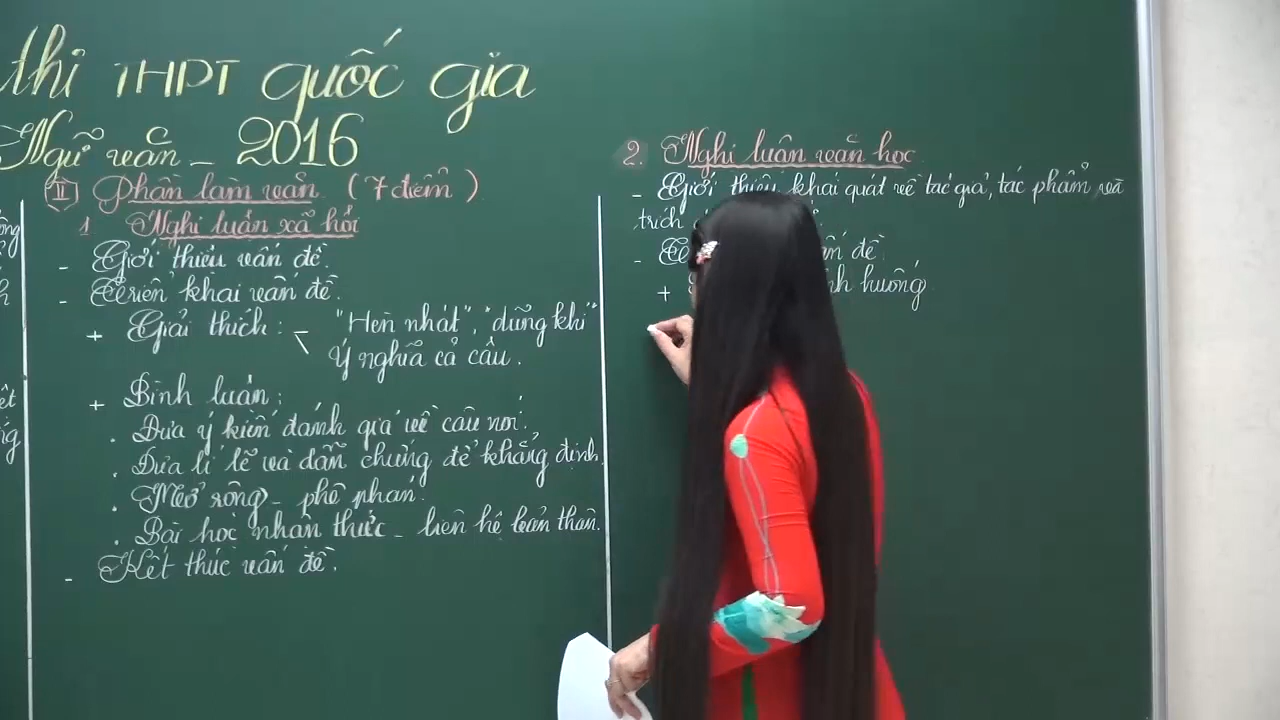 thi THPT quốc gia
Ngữ văn - 2016
II Phần làm văn (7 điểm)
1 Nghị luận xã hội
- Giới thiệu vấn đề.
- Triển khai vấn đề.
+ Giải thích: - "Hèn nhát", "dũng khí"
\ Ý nghĩa cả câu.
+ Bình luận:
. Đưa ý kiến đánh giá về câu nói.
. Đưa lí lẽ và dẫn chứng để khẳng định.
. Mở rộng - phê phán.
. Bài học nhận thức - liên hệ bản thân.
- Kết thúc vấn đề.
2. Nghị luận văn học
- Giới thiệu khái quát về tác giả, tác phẩm, và
trích
- đề
+ huống